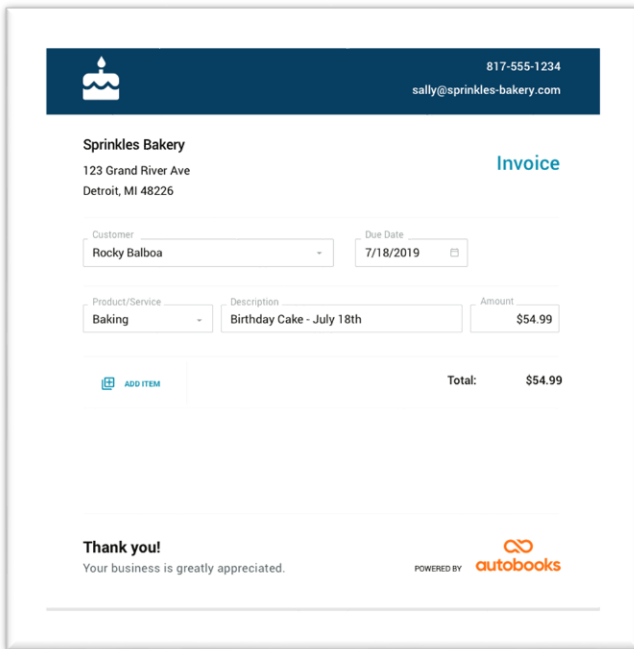 817-555-1234
sally@sprinkles-bakery.com
Sprinkles Bakery
123 Grand River Ave
Detroit, MI 48226
Invoice
Customer
Rocky Balboa
Due Date
7/18/2019
Product/Service
Baking
Description
Birthday Cake - July 18th
Amount
$54.99
ADD ITEM
Total: $54.99
Thank you!
Your business is greatly appreciated.
POWERED BY autobooks